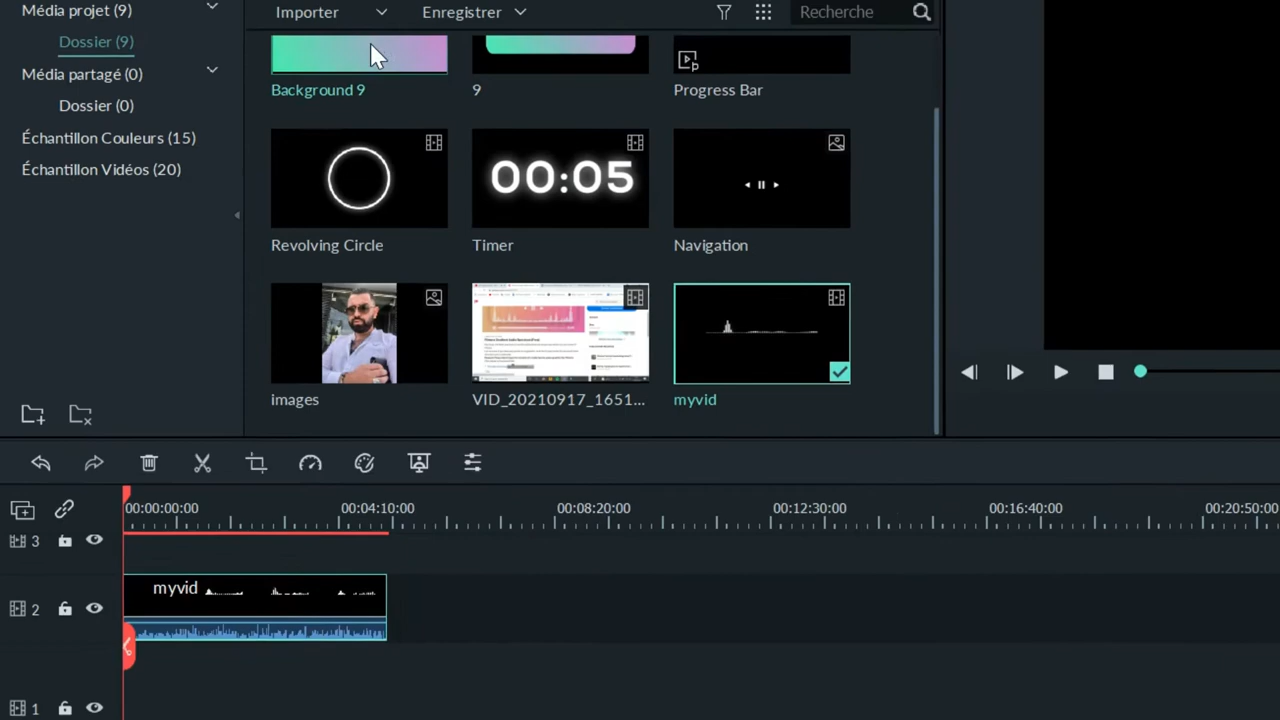 Média projet (9)
Importer
Enregistrer
Recherche
Dossier (9)
Média partagé (0)
Dossier (0)
Échantillon Couleurs (15)
Échantillon Vidéos (20)
Background 9
9
Progress Bar
00:05
Revolving Circle
Timer
Navigation
images
VID_20210917_1651...
myvid
00:00:00:00
00:04:10:00
00:08:20:00
00:12:30:00
00:16:40:00
00:20:50:00
3
myvid
2
1